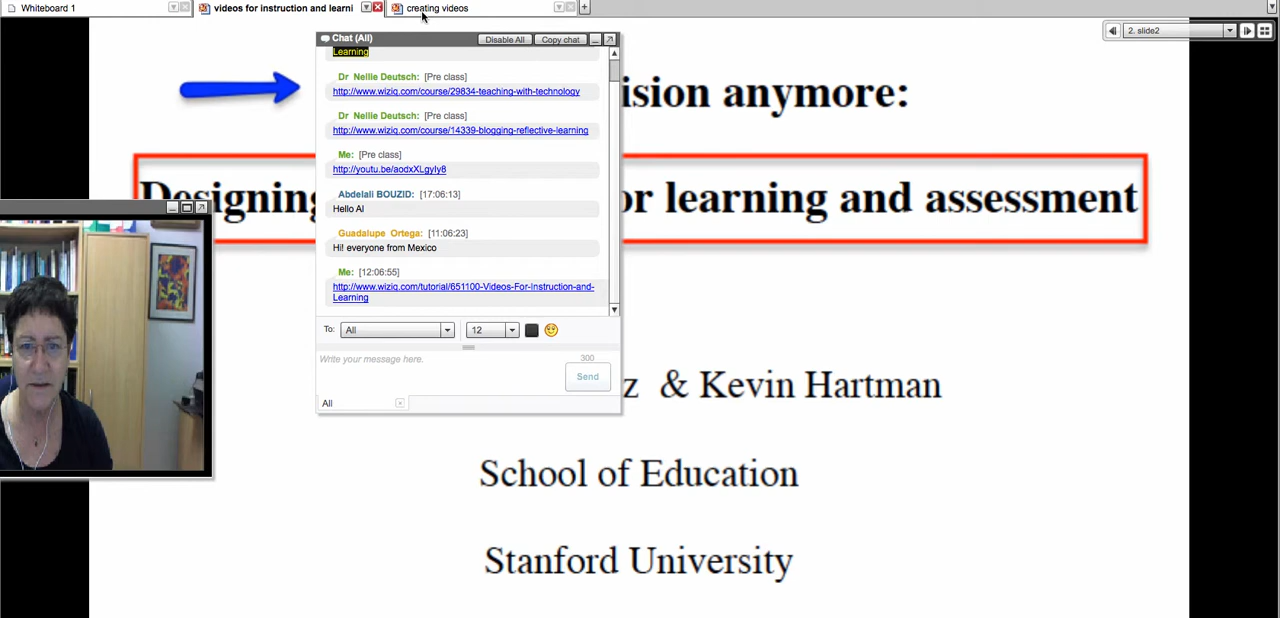 Whiteboard 1
videos for instruction and learni
creating videos
2. slide2
Chat (All)
Disable All
Copy chat
Learning
Dr Nellie Deutsch: [Pre class]
http://www.wiziq.com/course/29834-teaching-with-technology
Dr Nellie Deutsch: [Pre class]
http://www.wiziq.com/course/14339-blogging-reflective-learning
Me: [Pre class]
http://youtu.be/aodxXLgyIy8
Abdelali BOUZID: [17:06:13]
Hello Al
Guadalupe Ortega: [11:06:23]
Hi! everyone from Mexico
Me: [12:06:55]
http://www.wiziq.com/tutorial/651100-Videos-For-Instruction-and-
Learning
To: All 12
Write your message here.
300
Send
All
ision anymore:
Designing or learning and assessment
z & Kevin Hartman
School of Education
Stanford University